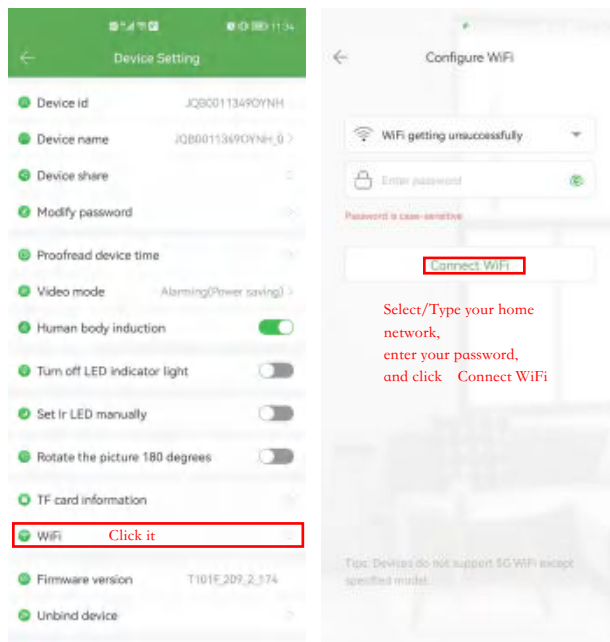 11:34
Device Setting
Device id JQB0011349OYNH
Device name JQB0011349OYNH_0
Device share
Modify password
Proofread device time
Video mode Alarming(Power saving)
Human body induction
Turn off LED indicator light
Set Ir LED manually
Rotate the picture 180 degrees
TF card information
WiFi Click it
Firmware version T101F_209_2_174
Unbind device
Configure WiFi
WiFi getting unsuccessfully
Enter password
Password is case-sensitive
Connect WiFi
Select/Type your home
network,
enter your password,
and click Connect WiFi
Tips: Devices do not support 5G WiFi except
specified model.